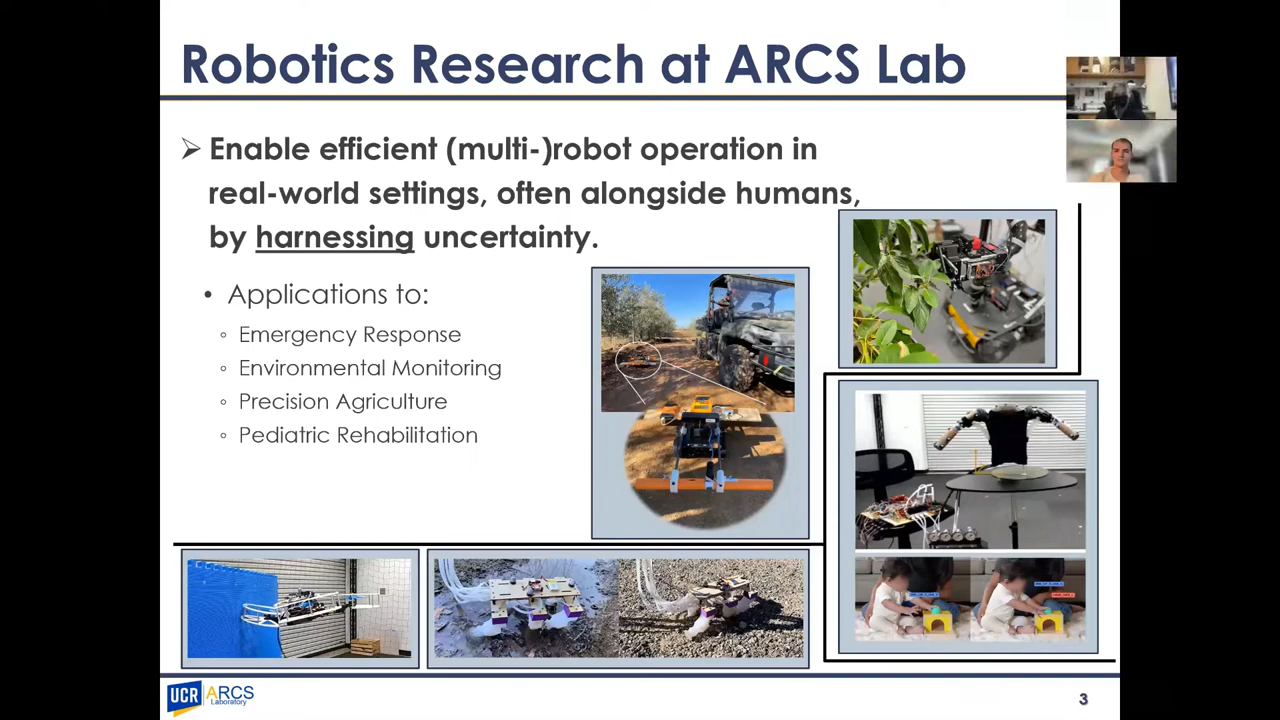 Robotics Research at ARCS Lab
➢ Enable efficient (multi-)robot operation in
real-world settings, often alongside humans,
by harnessing uncertainty.
• Applications to:
◦ Emergency Response
◦ Environmental Monitoring
◦ Precision Agriculture
◦ Pediatric Rehabilitation
UCR ARCS
Laboratory
3